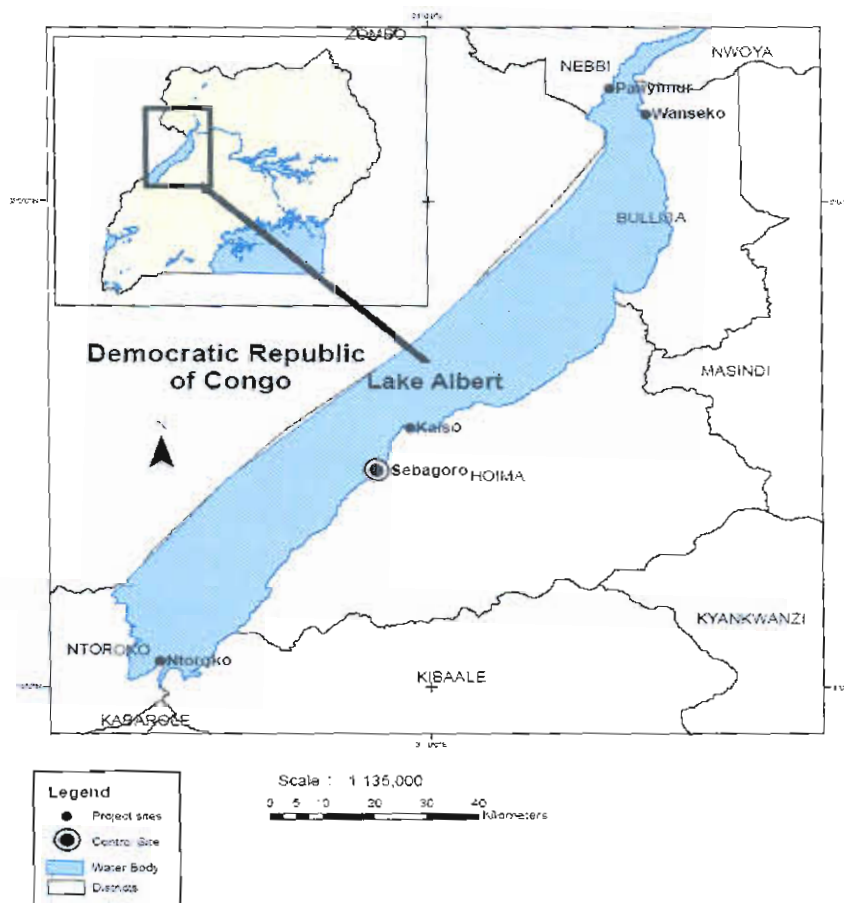 ZOMBO
NWOYA
NEBBI
Panyimur
Wanseko
BULIISA
Democratic Republic
of Congo
Lake Albert
MASINDI
N
Kaiso
Sebagoro
HOIMA
KYANKWANZI
NTOROKO
Ntoroko
KIBAALE
KABAROLE
Legend
Project sites
Control Site
Water Body
Districts
Scale : 1 135,000
0 5 10 20 30 40
Kilometers